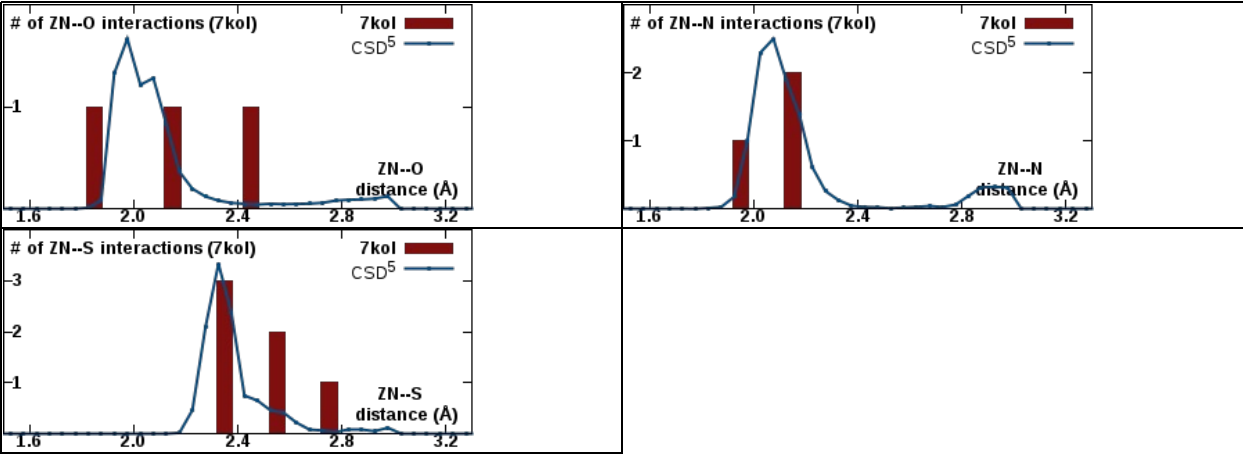 # of ZN--O interactions (7kol)
7kol
CSD5
1
ZN--O
distance (Å)
1.6 2.0 2.4 2.8 3.2
# of ZN--N interactions (7kol)
7kol
CSD5
2
1
ZN--N
distance (Å)
1.6 2.0 2.4 2.8 3.2
# of ZN--S interactions (7kol)
7kol
CSD5
3
2
1
ZN--S
distance (Å)
1.6 2.0 2.4 2.8 3.2